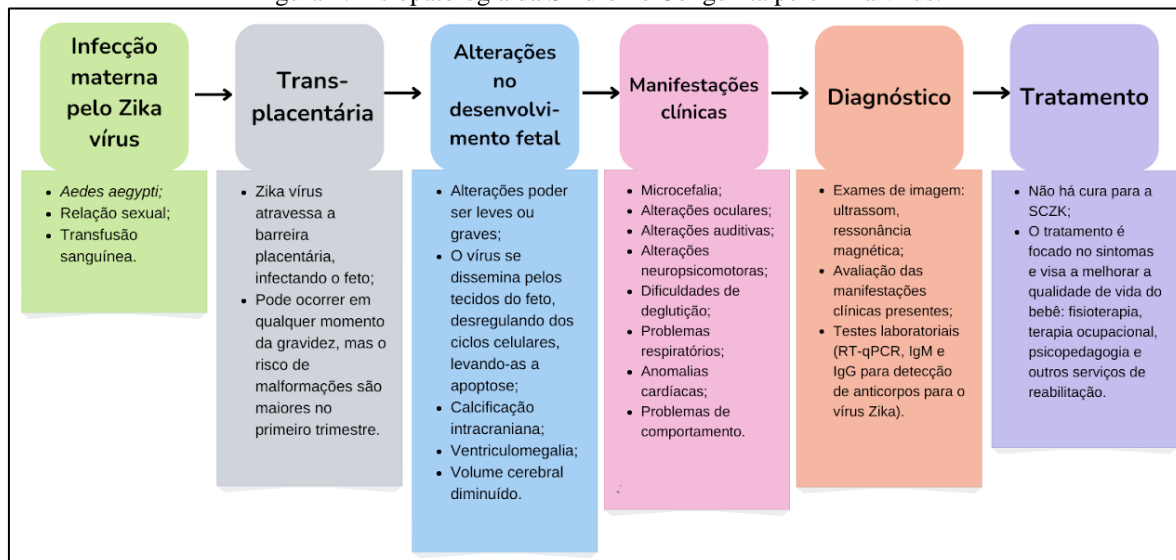 Infecção
materna
pelo Zika
vírus
Aedes aegypti;
Relação sexual;
Transfusão
sanguínea.
Trans-
placentária
Zika vírus
atravessa a
barreira
placentária,
infectando o feto;
Pode ocorrer em
qualquer momento
da gravidez, mas o
risco de
malformações são
maiores no
primeiro trimestre.
Alterações
no
desenvolvi-
mento fetal
Alterações poder
ser leves ou
graves;
O vírus se
dissemina pelos
tecidos do feto,
desregulando dos
ciclos celulares,
levando-as a
apoptose;
Calcificação
intracraniana;
Ventriculomegalia;
Volume cerebral
diminuído.
Manifestações
clínicas
Microcefalia;
Alterações oculares;
Alterações auditivas;
Alterações
neuropsicomotoras;
Dificuldades de
deglutição;
Problemas
respiratórios;
Anomalias
cardíacas;
Problemas de
comportamento.
Diagnóstico
Exames de imagem:
ultrassom,
ressonância
magnética;
Avaliação das
manifestações
clínicas presentes;
Testes laboratoriais
(RT-qPCR, IgM e
IgG para detecção
de anticorpos para o
vírus Zika).
Tratamento
Não há cura para a
SCZK;
O tratamento é
focado no sintomas
e visa a melhorar a
qualidade de vida do
bebê: fisioterapia,
terapia ocupacional,
psicopedagogia e
outros serviços de
reabilitação.